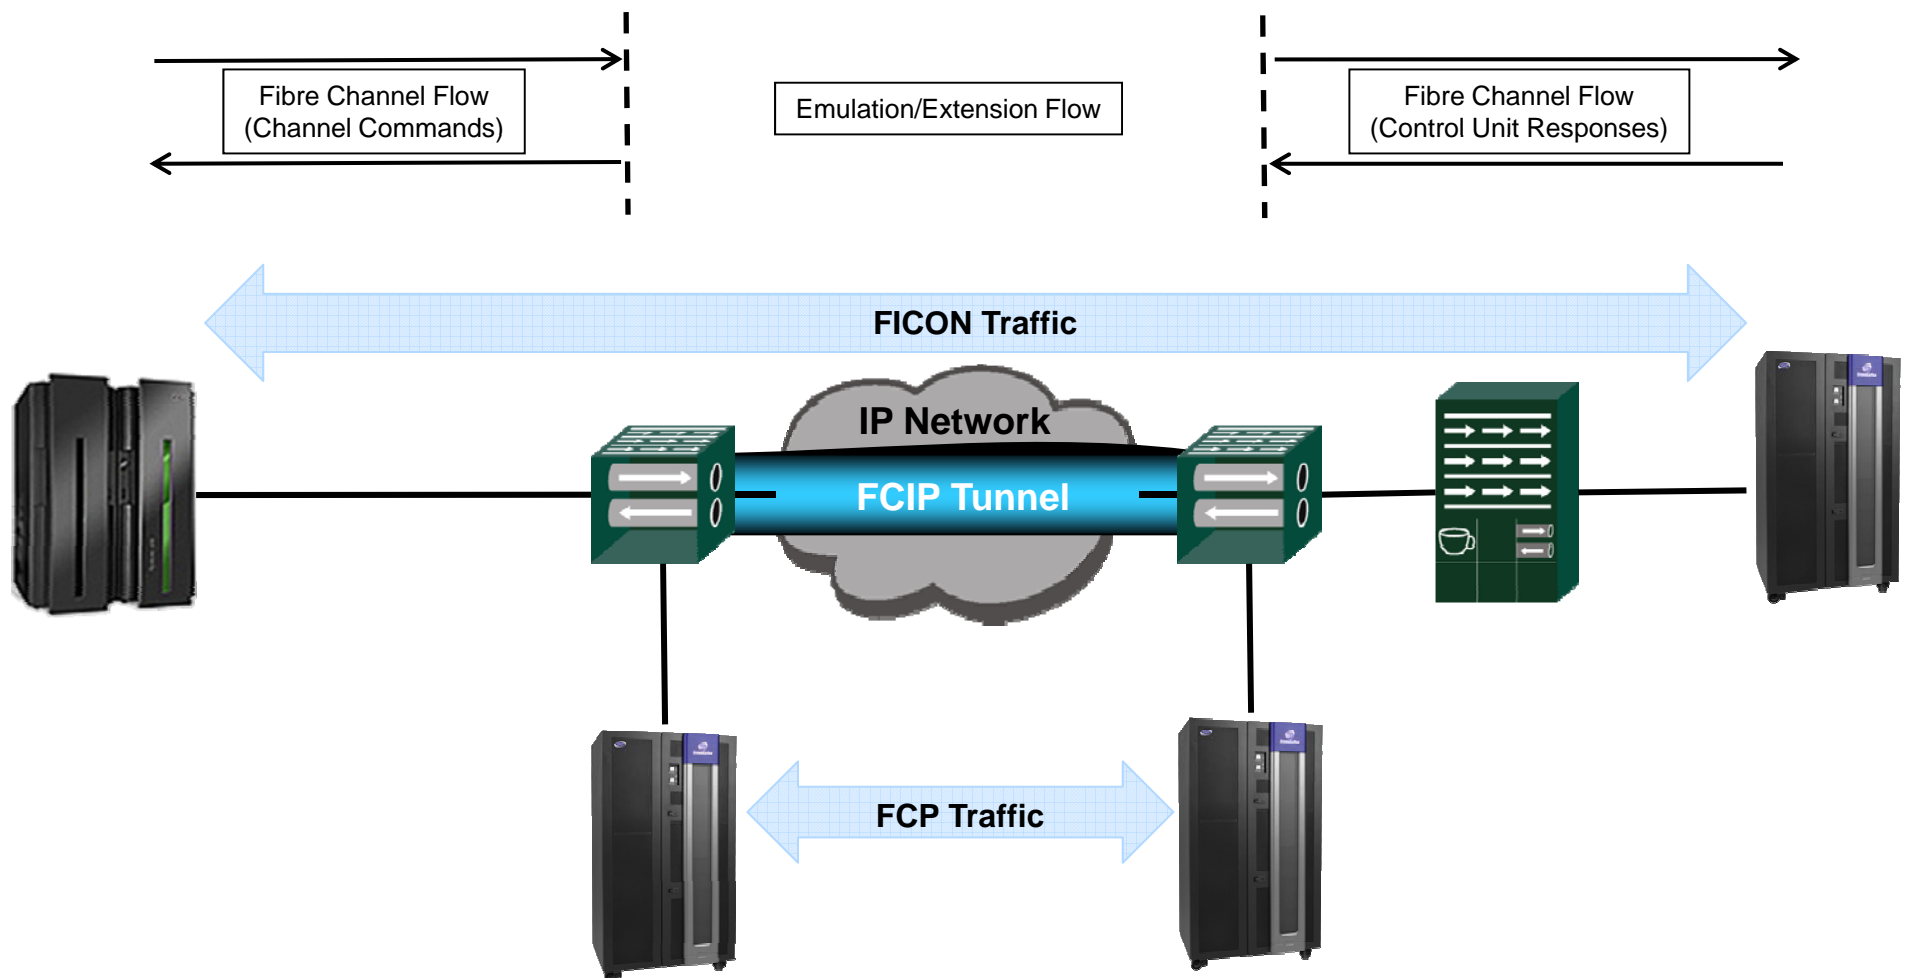 Fibre Channel Flow
(Channel Commands)
Emulation/Extension Flow
Fibre Channel Flow
(Control Unit Responses)
FICON Traffic
IP Network
FCIP Tunnel
FCP Traffic